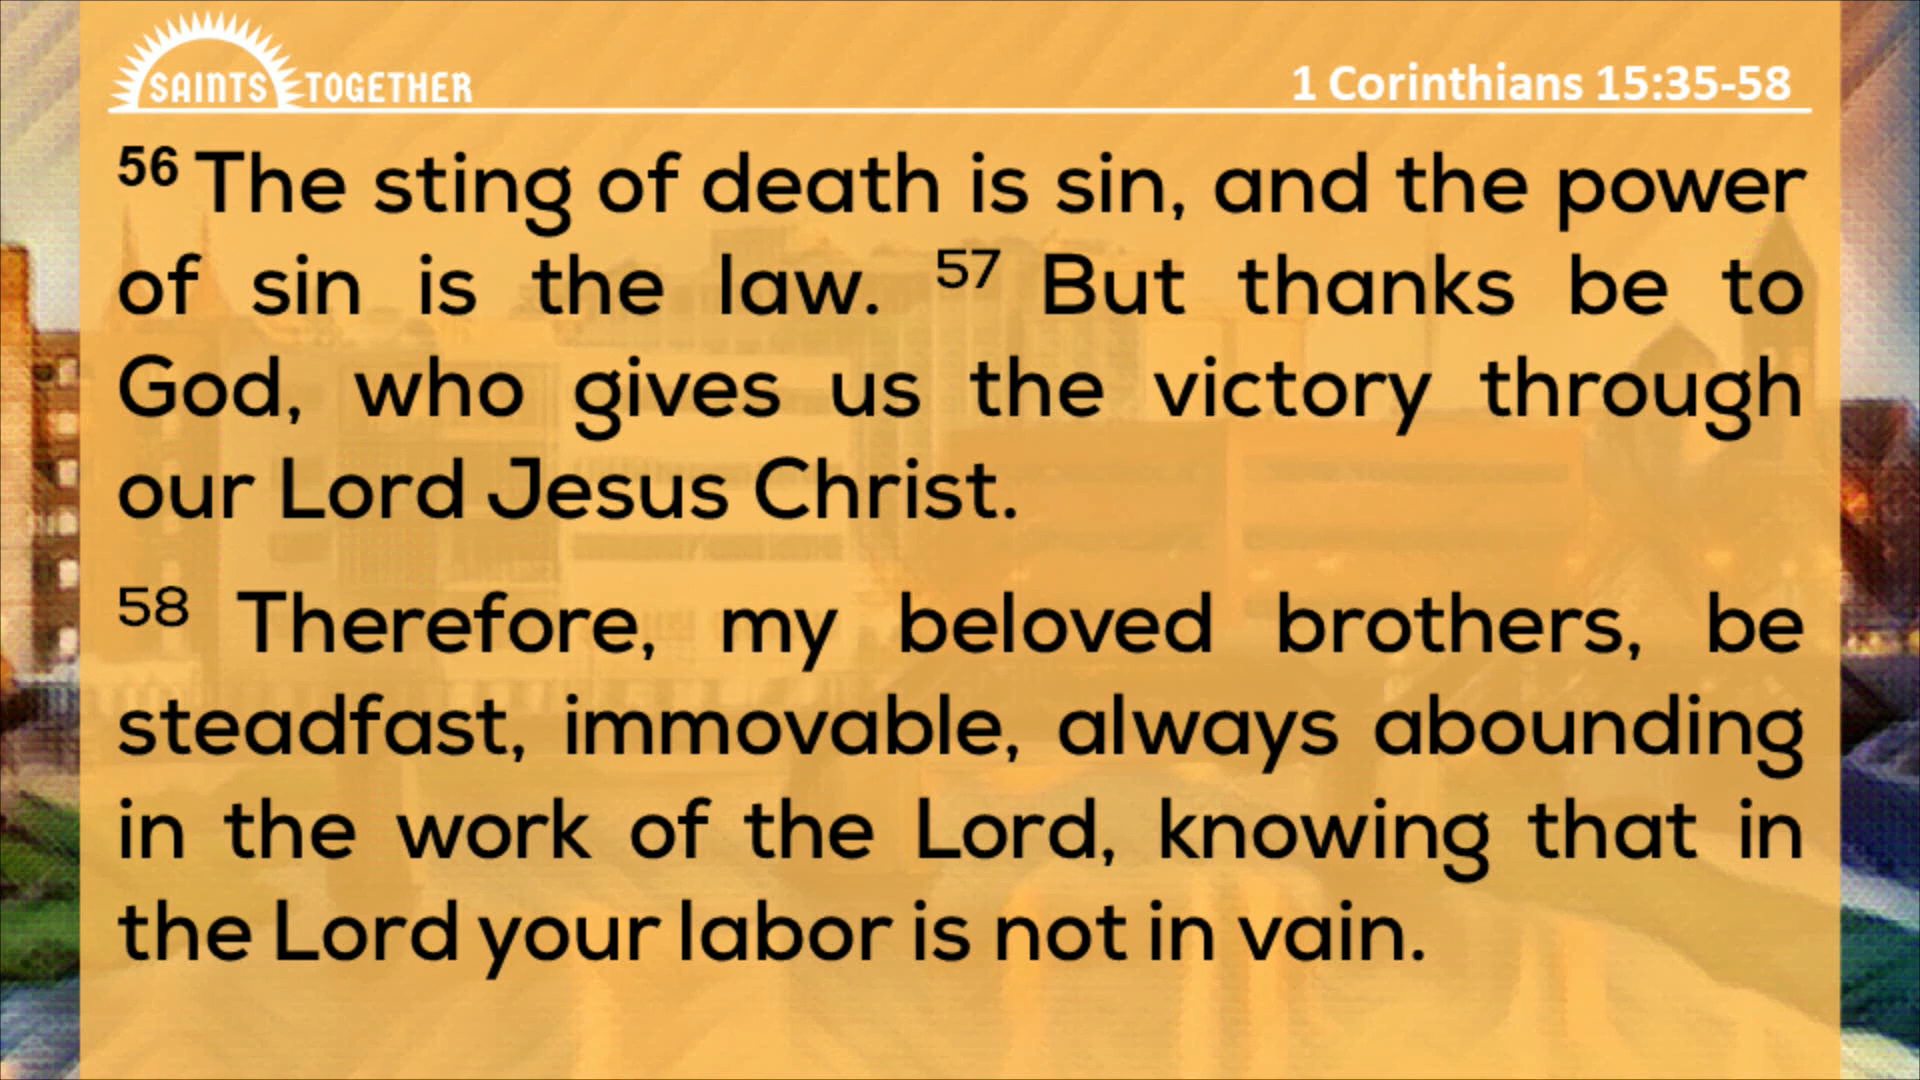 SAINTS TOGETHER
1 Corinthians 15:35-58
56 The sting of death is sin, and the power
of sin is the law. 57 But thanks be to
God, who gives us the victory through
our Lord Jesus Christ.
58 Therefore, my beloved brothers, be
steadfast, immovable, always abounding
in the work of the Lord, knowing that in
the Lord your labor is not in vain.